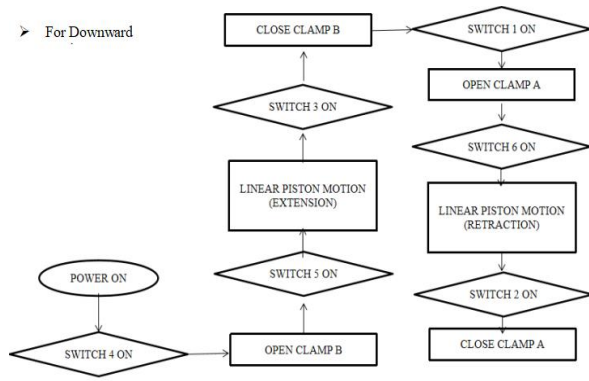 For Downward
POWER ON
SWITCH 4 ON
OPEN CLAMP B
SWITCH 5 ON
LINEAR PISTON MOTION
(EXTENSION)
SWITCH 3 ON
CLOSE CLAMP B
SWITCH 1 ON
OPEN CLAMP A
SWITCH 6 ON
LINEAR PISTON MOTION
(RETRACTION)
SWITCH 2 ON
CLOSE CLAMP A